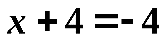 x + 4 = - 4